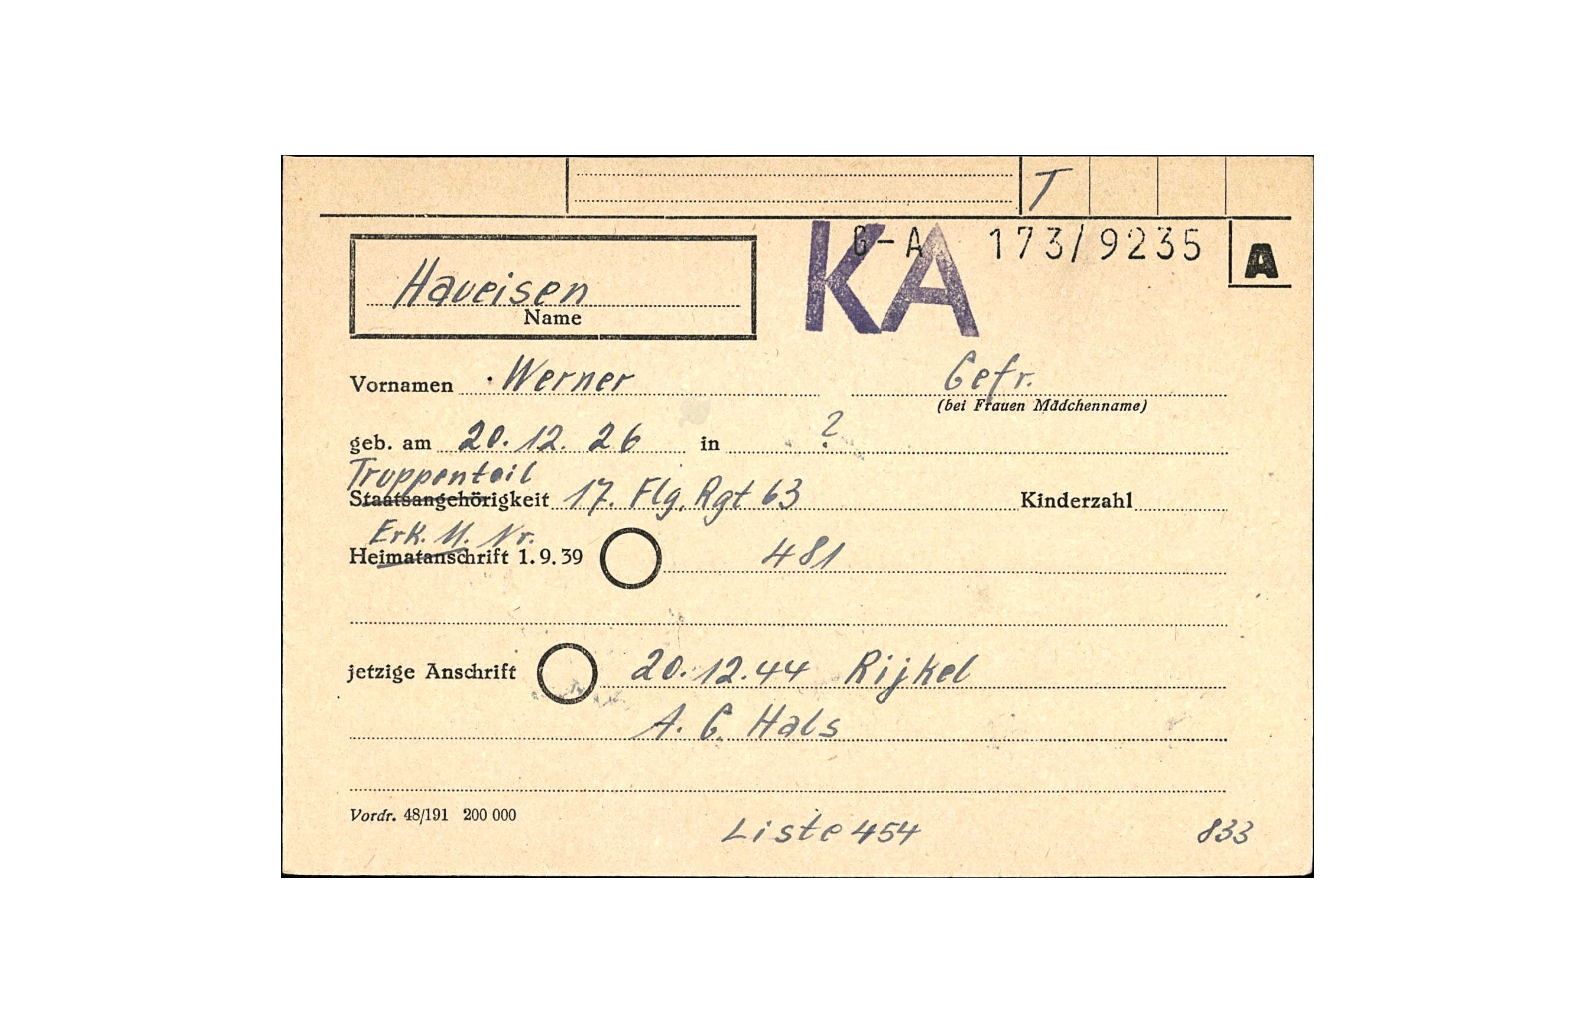 T
G-A 173/9235
KA
A
Haueisen
Name
Vornamen Werner Gefr.
(bei Frauen Mädchenname)
geb. am 20.12.26 in ?
Truppenteil
Staatsangehörigkeit 17. Flg. Rgt 63 Kinderzahl
Erk. M. Nr.
Heimatanschrift 1.9.39 481
jetzige Anschrift 20.12.44 Rijkel
A. G. Hals
Vordr. 48/191 200 000
Liste 454 833